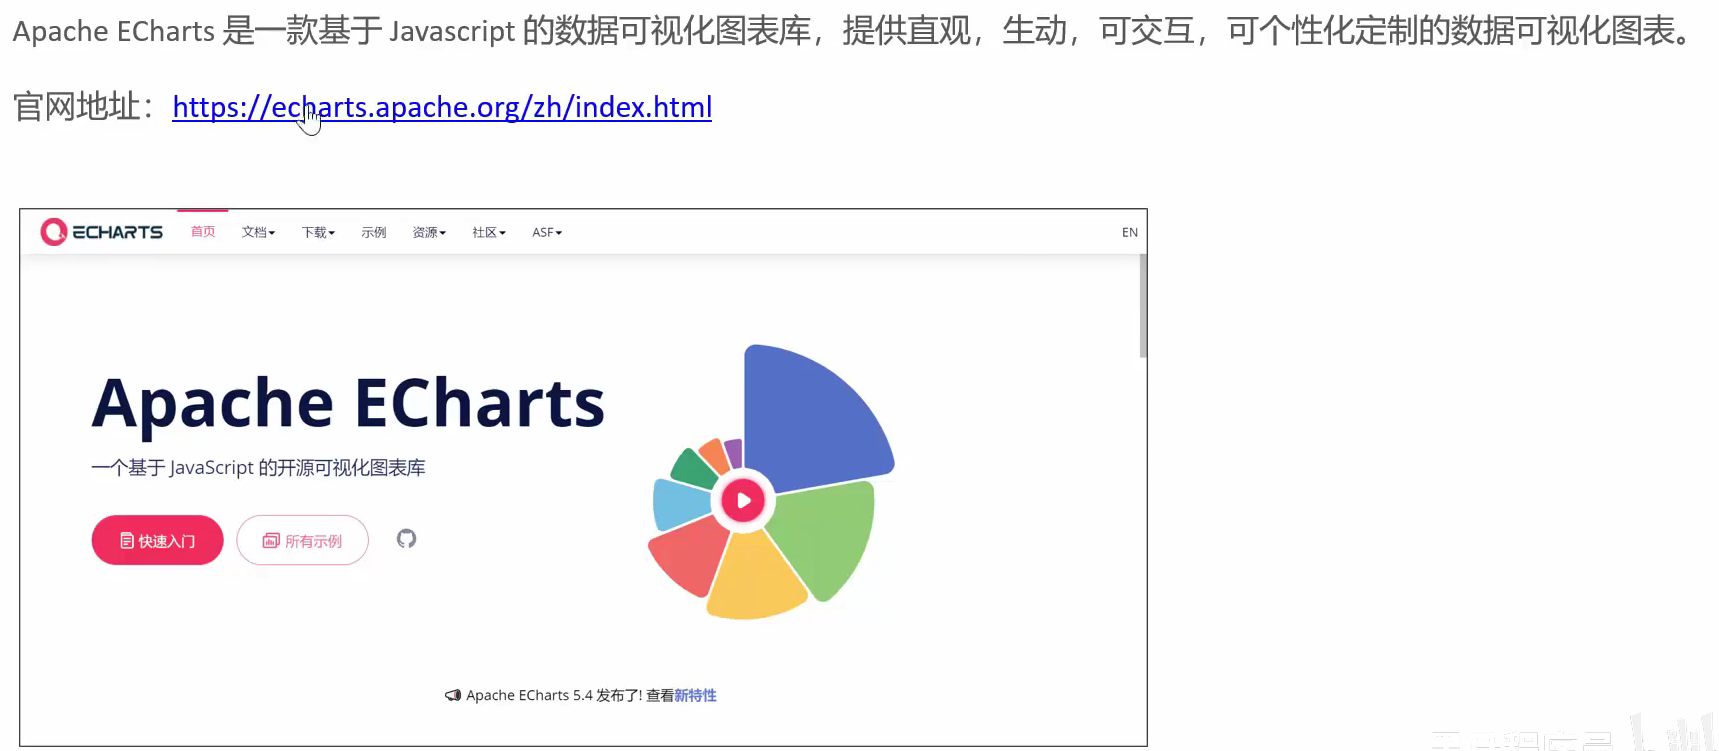 Apache ECharts 是一款基于 Javascript 的数据可视化图表库，提供直观，生动，可交互，可个性化定制的数据可视化图表。
官网地址：https://echarts.apache.org/zh/index.html
ECHARTS 首页 文档 下载 示例 资源 社区 ASF EN
Apache ECharts
一个基于 JavaScript 的开源可视化图表库
快速入门 所有示例
Apache ECharts 5.4 发布了! 查看新特性